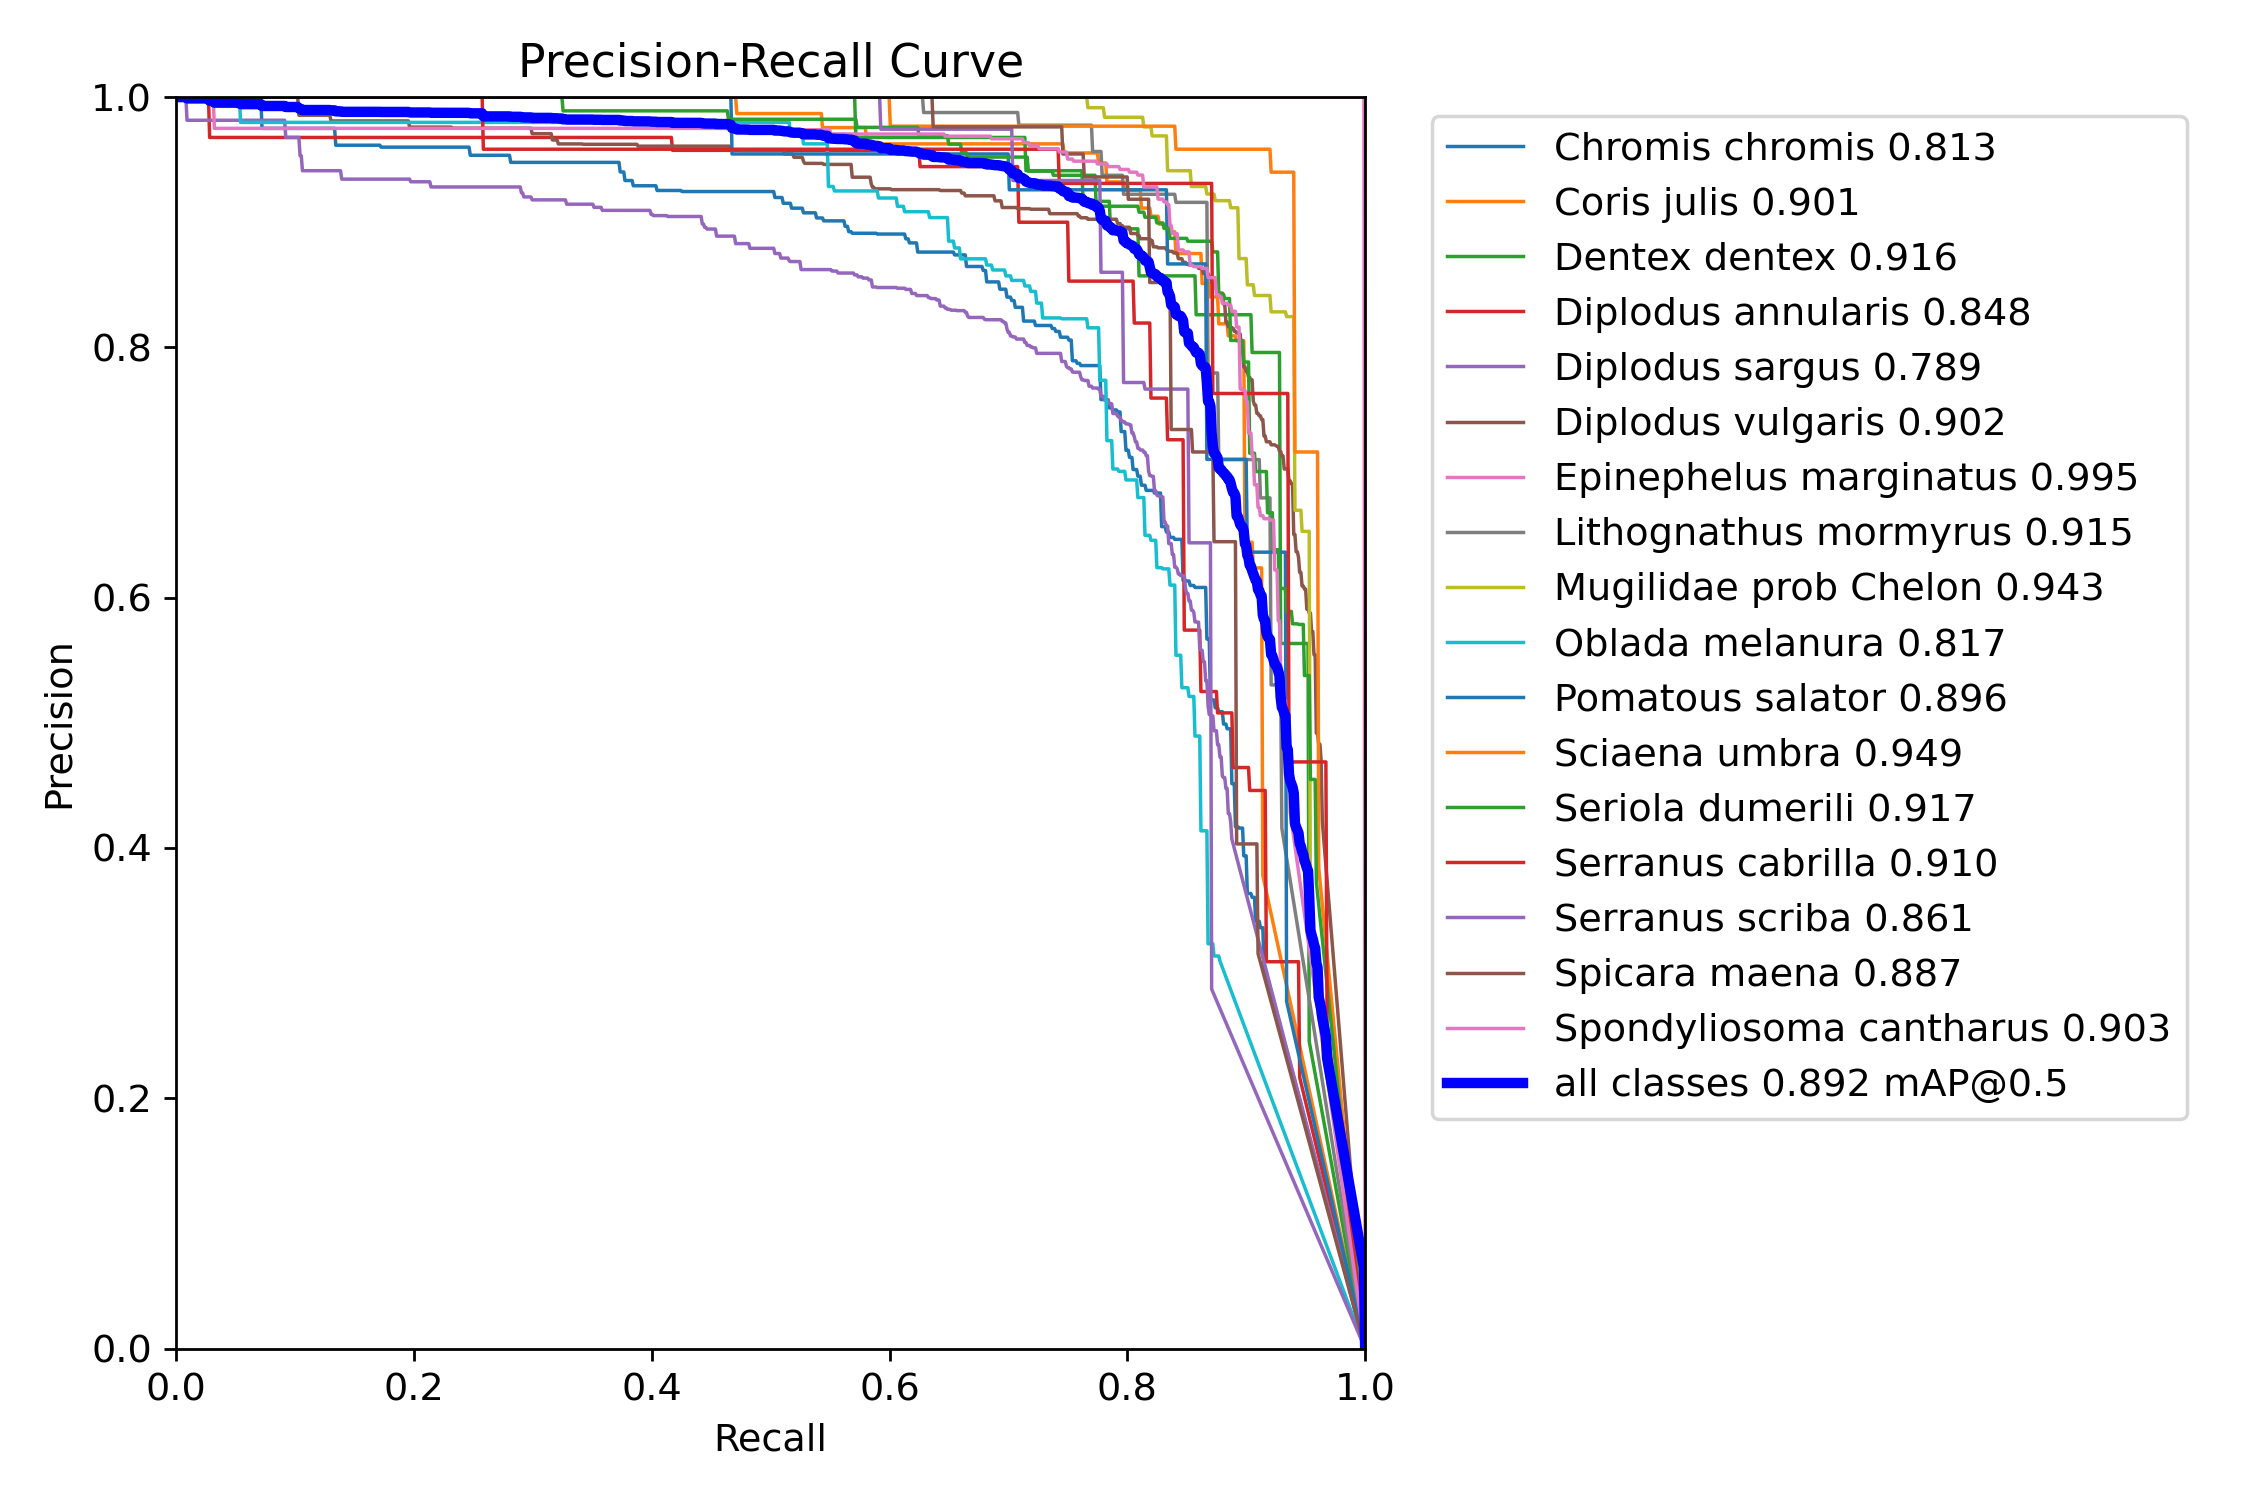 Precision-Recall Curve
1.0
0.8
0.6
0.4
0.2
0.0
Precision
0.0 0.2 0.4 0.6 0.8 1.0
Recall
Chromis chromis 0.813
Coris julis 0.901
Dentex dentex 0.916
Diplodus annularis 0.848
Diplodus sargus 0.789
Diplodus vulgaris 0.902
Epinephelus marginatus 0.995
Lithognathus mormyrus 0.915
Mugilidae prob Chelon 0.943
Oblada melanura 0.817
Pomatous salator 0.896
Sciaena umbra 0.949
Seriola dumerili 0.917
Serranus cabrilla 0.910
Serranus scriba 0.861
Spicara maena 0.887
Spondyliosoma cantharus 0.903
all classes 0.892 mAP@0.5